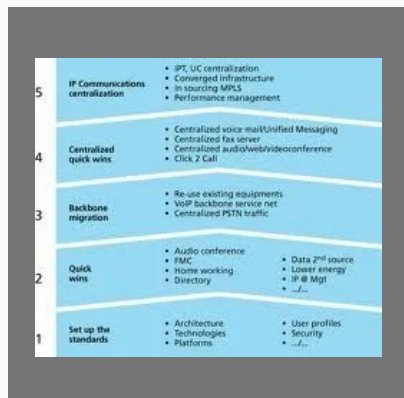 5
IP Communications
centralization
• IPT, UC centralization
• Converged infrastructure
• In sourcing MPLS
• Performance management
4
Centralized
quick wins
• Centralized voice mail/Unified Messaging
• Centralized fax server
• Centralized audio/web/videoconference
• Click 2 Call
3
Backbone
migration
• Re-use existing equipments
• VoIP backbone service net
• Centralized PSTN traffic
2
Quick
wins
• Audio conference
• FMC
• Home working
• Directory
• Data 2nd source
• Lower energy
• IP @ Mgt
• .../...
1
Set up the
standards
• Architecture
• Technologies
• Platforms
• User profiles
• Security
• .../...